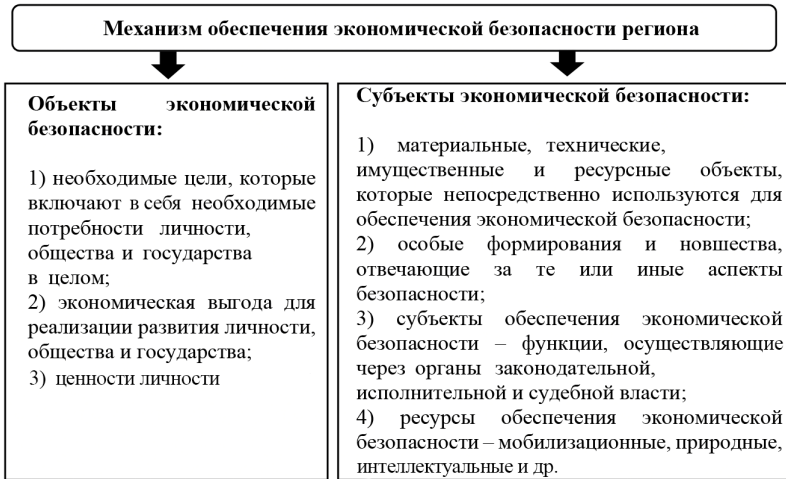 Механизм обеспечения экономической безопасности региона
Объекты экономической
безопасности:
1) необходимые цели, которые
включают в себя необходимые
потребности личности,
общества и государства
в целом;
2) экономическая выгода для
реализации развития личности,
общества и государства;
3) ценности личности
Субъекты экономической безопасности:
1) материальные, технические,
имущественные и ресурсные объекты,
которые непосредственно используются для
обеспечения экономической безопасности;
2) особые формирования и новшества,
отвечающие за те или иные аспекты
безопасности;
3) субъекты обеспечения экономической
безопасности – функции, осуществляющие
через органы законодательной,
исполнительной и судебной власти;
4) ресурсы обеспечения экономической
безопасности – мобилизационные, природные,
интеллектуальные и др.